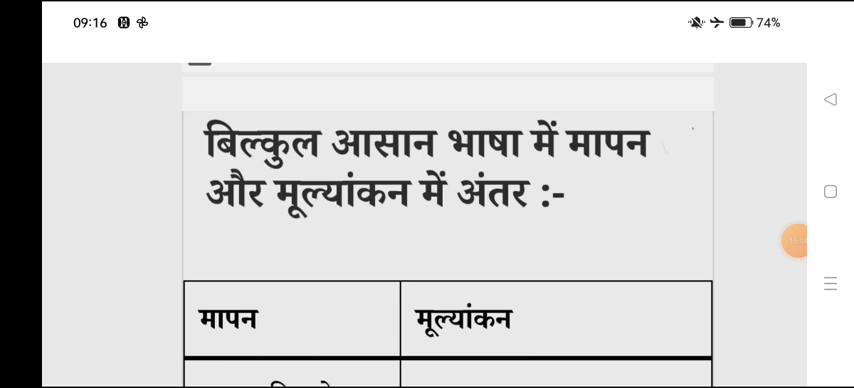 09:16
74%
बिल्कुल आसान भाषा में मापन
और मूल्यांकन में अंतर :-
मापन
मूल्यांकन